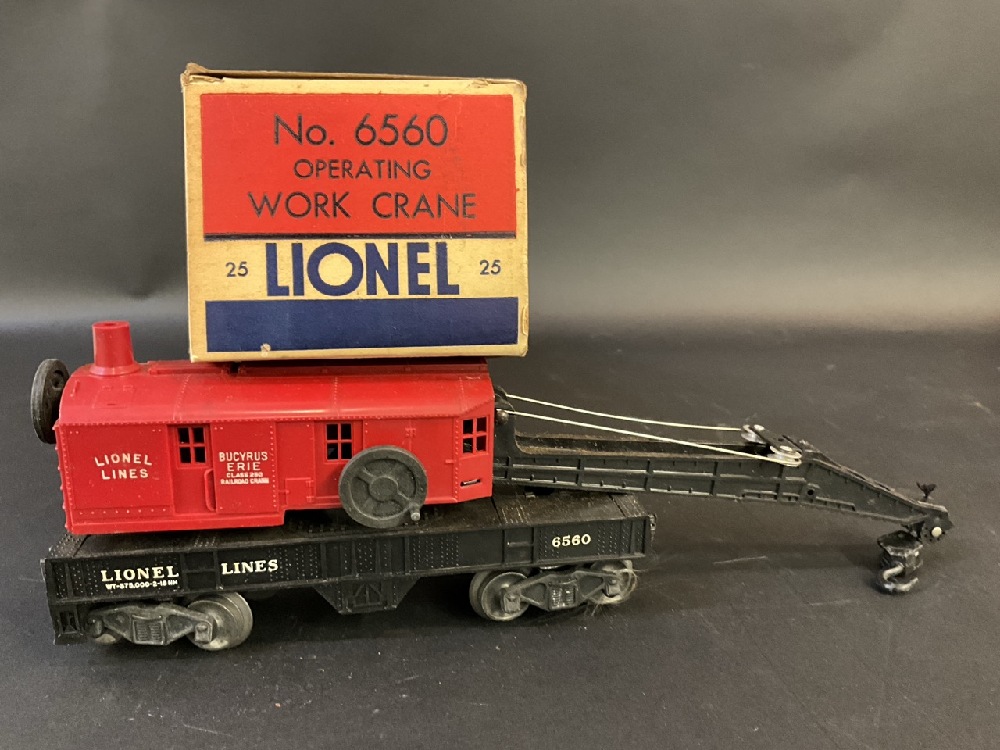 No. 6560
OPERATING
WORK CRANE
25 LIONEL 25
LIONEL
LINES
BUCYRUS
ERIE
CLASS 250
RAILROAD CRANE
LIONEL LINES
6560